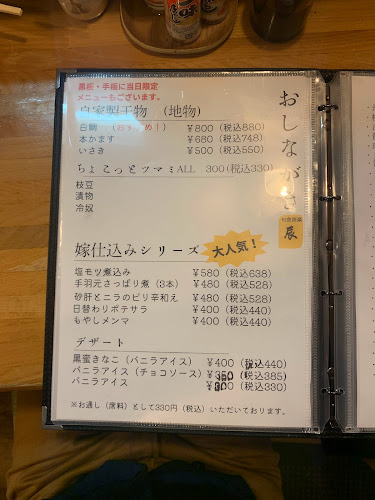 おしながき
旬香酒楽
辰
黒板・手板に当日限定
メニューもございます。
自家製干物 (地物)
白鯛 (おすすめ!) ￥800(税込880)
本かます ￥680(税込748)
いさき ￥500(税込550)
ちょこっとツマミALL 300(税込330)
枝豆
漬物
冷奴
嫁仕込みシリーズ 大人気!
塩モツ煮込み ￥580(税込638)
手羽元さっぱり煮(3本) ￥480(税込528)
砂肝とニラのピリ辛和え ￥480(税込528)
日替わりポテサラ ￥400(税込440)
もやしメンマ ￥400(税込440)
デザート
黒蜜きなこ(バニラアイス) ￥400(税込440)
バニラアイス(チョコソース) ￥350(税込385)
バニラアイス ￥300(税込330)
※お通し(席料)として330円(税込)いただいております。